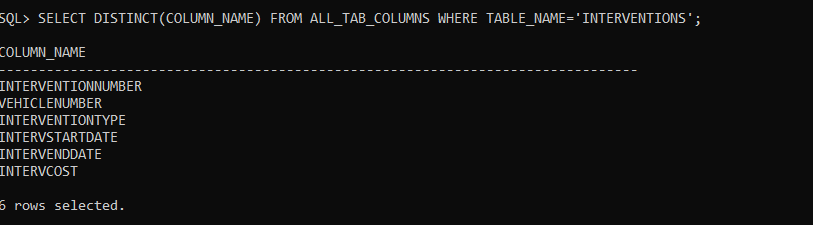 SQL> SELECT DISTINCT(COLUMN_NAME) FROM ALL_TAB_COLUMNS WHERE TABLE_NAME='INTERVENTIONS';
COLUMN_NAME
--------------------------------------------------------------------------------
INTERVENTIONNUMBER
VEHICLENUMBER
INTERVENTIONTYPE
INTERVSTARTDATE
INTERVENDDATE
INTERVCOST
6 rows selected.